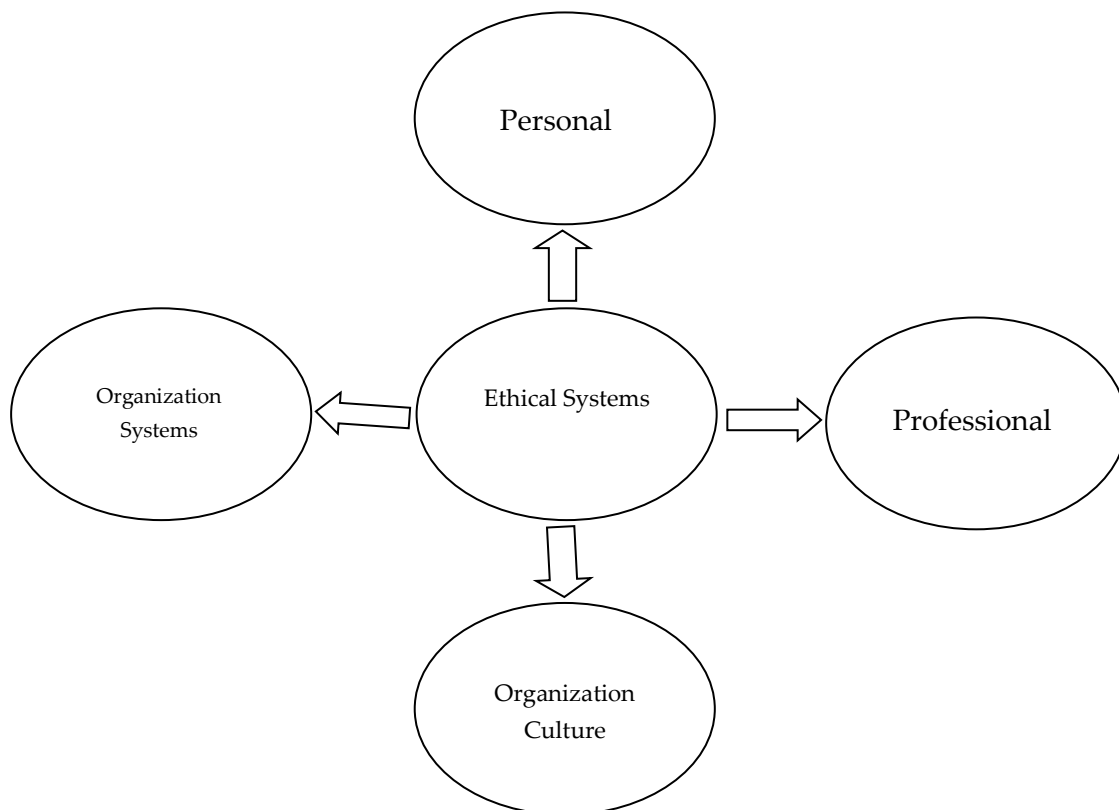 Personal
Organization
Systems
Ethical Systems
Professional
Organization
Culture